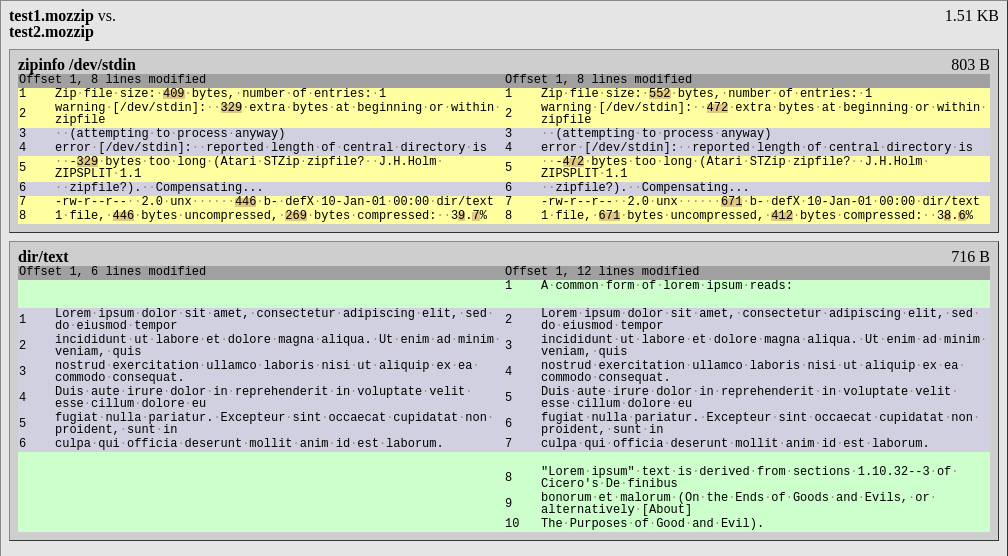 test1.mozzip vs. 1.51 KB
test2.mozzip
zipinfo /dev/stdin 803 B
Offset 1, 8 lines modified Offset 1, 8 lines modified
1 Zip·file·size:·409·bytes,·number·of·entries:·1 1 Zip·file·size:·552·bytes,·number·of·entries:·1
2 warning·[/dev/stdin]:··329·extra·bytes·at·beginning·or·within· 2 warning·[/dev/stdin]:··472·extra·bytes·at·beginning·or·within·
zipfile zipfile
3 ··(attempting·to·process·anyway) 3 ··(attempting·to·process·anyway)
4 error·[/dev/stdin]:··reported·length·of·central·directory·is 4 error·[/dev/stdin]:··reported·length·of·central·directory·is
5 ··-329·bytes·too·long·(Atari·STZip·zipfile?··J.H.Holm· 5 ··-472·bytes·too·long·(Atari·STZip·zipfile?··J.H.Holm·
ZIPSPLIT·1.1 ZIPSPLIT·1.1
6 ··zipfile?).··Compensating... 6 ··zipfile?).··Compensating...
7 -rw-r--r--··2.0·unx······446·b-·defX·10-Jan-01·00:00·dir/text 7 -rw-r--r--··2.0·unx······671·b-·defX·10-Jan-01·00:00·dir/text
8 1·file,·446·bytes·uncompressed,·269·bytes·compressed:··39.7% 8 1·file,·671·bytes·uncompressed,·412·bytes·compressed:··38.6%
dir/text 716 B
Offset 1, 6 lines modified Offset 1, 12 lines modified
1 A·common·form·of·lorem·ipsum·reads:
1 Lorem·ipsum·dolor·sit·amet,·consectetur·adipiscing·elit,·sed· 2 Lorem·ipsum·dolor·sit·amet,·consectetur·adipiscing·elit,·sed·
do·eiusmod·tempor do·eiusmod·tempor
2 incididunt·ut·labore·et·dolore·magna·aliqua.·Ut·enim·ad·minim· 3 incididunt·ut·labore·et·dolore·magna·aliqua.·Ut·enim·ad·minim·
veniam,·quis veniam,·quis
3 nostrud·exercitation·ullamco·laboris·nisi·ut·aliquip·ex·ea· 4 nostrud·exercitation·ullamco·laboris·nisi·ut·aliquip·ex·ea·
commodo·consequat. commodo·consequat.
4 Duis·aute·irure·dolor·in·reprehenderit·in·voluptate·velit· 5 Duis·aute·irure·dolor·in·reprehenderit·in·voluptate·velit·
esse·cillum·dolore·eu esse·cillum·dolore·eu
5 fugiat·nulla·pariatur.·Excepteur·sint·occaecat·cupidatat·non· 6 fugiat·nulla·pariatur.·Excepteur·sint·occaecat·cupidatat·non·
proident,·sunt·in proident,·sunt·in
6 culpa·qui·officia·deserunt·mollit·anim·id·est·laborum. 7 culpa·qui·officia·deserunt·mollit·anim·id·est·laborum.
8 "Lorem·ipsum"·text·is·derived·from·sections·1.10.32--3·of·
Cicero's·De·finibus
9 bonorum·et·malorum·(On·the·Ends·of·Goods·and·Evils,·or·
alternatively·[About]
10 The·Purposes·of·Good·and·Evil).